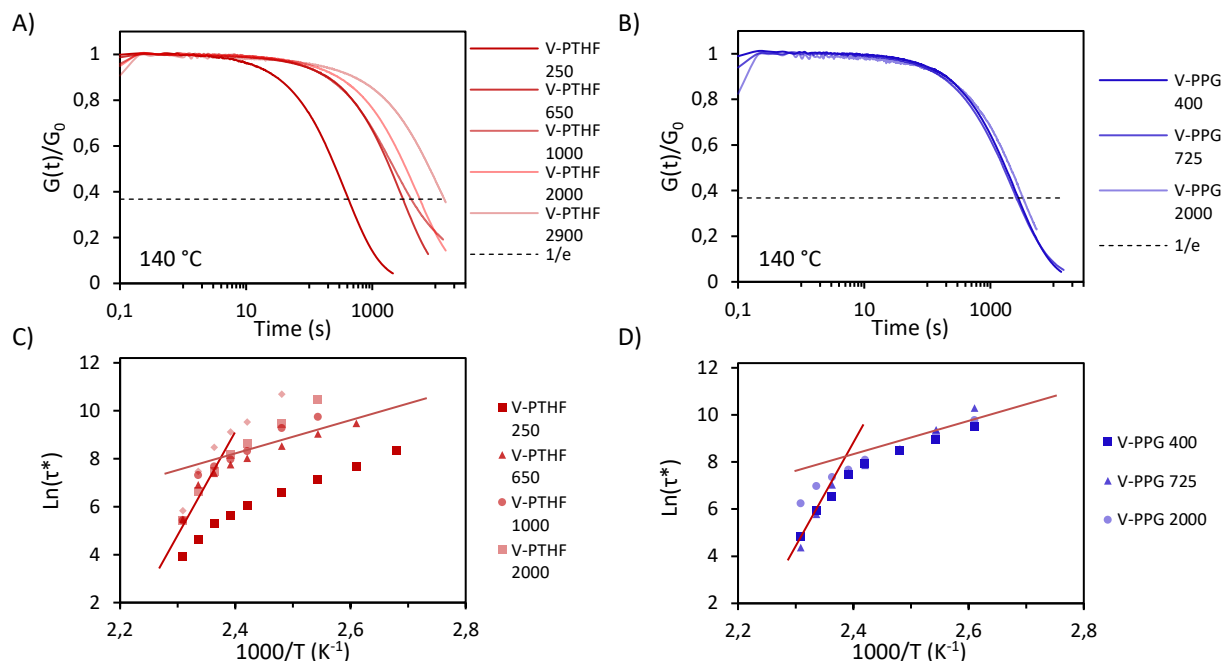 A)
G(t)/G0
1
0,8
0,6
0,4
0,2
0
140 °C
0,1
10
1000
Time (s)
V-PTHF
250
V-PTHF
650
V-PTHF
1000
V-PTHF
2000
V-PTHF
2900
1/e
B)
G(t)/G0
1
0,8
0,6
0,4
0,2
0
140 °C
0,1
10
1000
Time (s)
V-PPG
400
V-PPG
725
V-PPG
2000
1/e
C)
Ln(τ*)
12
10
8
6
4
2
2,2
2,4
2,6
2,8
1000/T (K-1)
V-PTHF
250
V-PTHF
650
V-PTHF
1000
V-PTHF
2000
D)
Ln(τ*)
12
10
8
6
4
2
2,2
2,4
2,6
2,8
1000/T (K-1)
V-PPG 400
V-PPG 725
V-PPG 2000